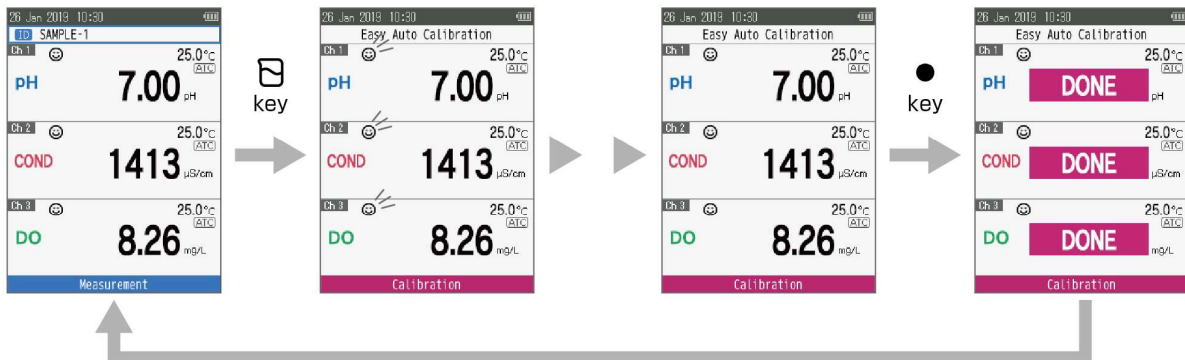 26 Jan 2019 10:30
ID SAMPLE-1
Ch 1
25.0°C
ATC
pH
7.00 pH
Ch 2
25.0°C
ATC
COND
1413 µS/cm
Ch 3
25.0°C
ATC
DO
8.26 mg/L
Measurement
key
26 Jan 2019 10:30
Easy Auto Calibration
Ch 1
25.0°C
ATC
pH
7.00 pH
Ch 2
25.0°C
ATC
COND
1413 µS/cm
Ch 3
25.0°C
ATC
DO
8.26 mg/L
Calibration
26 Jan 2019 10:30
Easy Auto Calibration
Ch 1
25.0°C
ATC
pH
7.00 pH
Ch 2
25.0°C
ATC
COND
1413 µS/cm
Ch 3
25.0°C
ATC
DO
8.26 mg/L
Calibration
key
26 Jan 2019 10:30
Easy Auto Calibration
Ch 1
25.0°C
ATC
pH
DONE pH
Ch 2
25.0°C
ATC
COND
DONE µS/cm
Ch 3
25.0°C
ATC
DO
DONE mg/L
Calibration